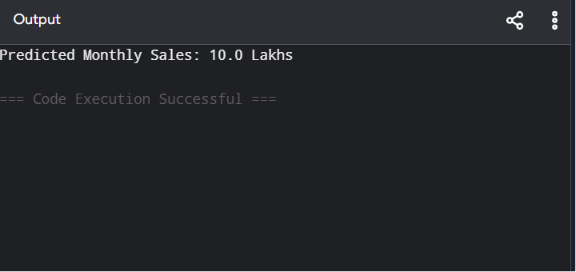 Output
Predicted Monthly Sales: 10.0 Lakhs
=== Code Execution Successful ===